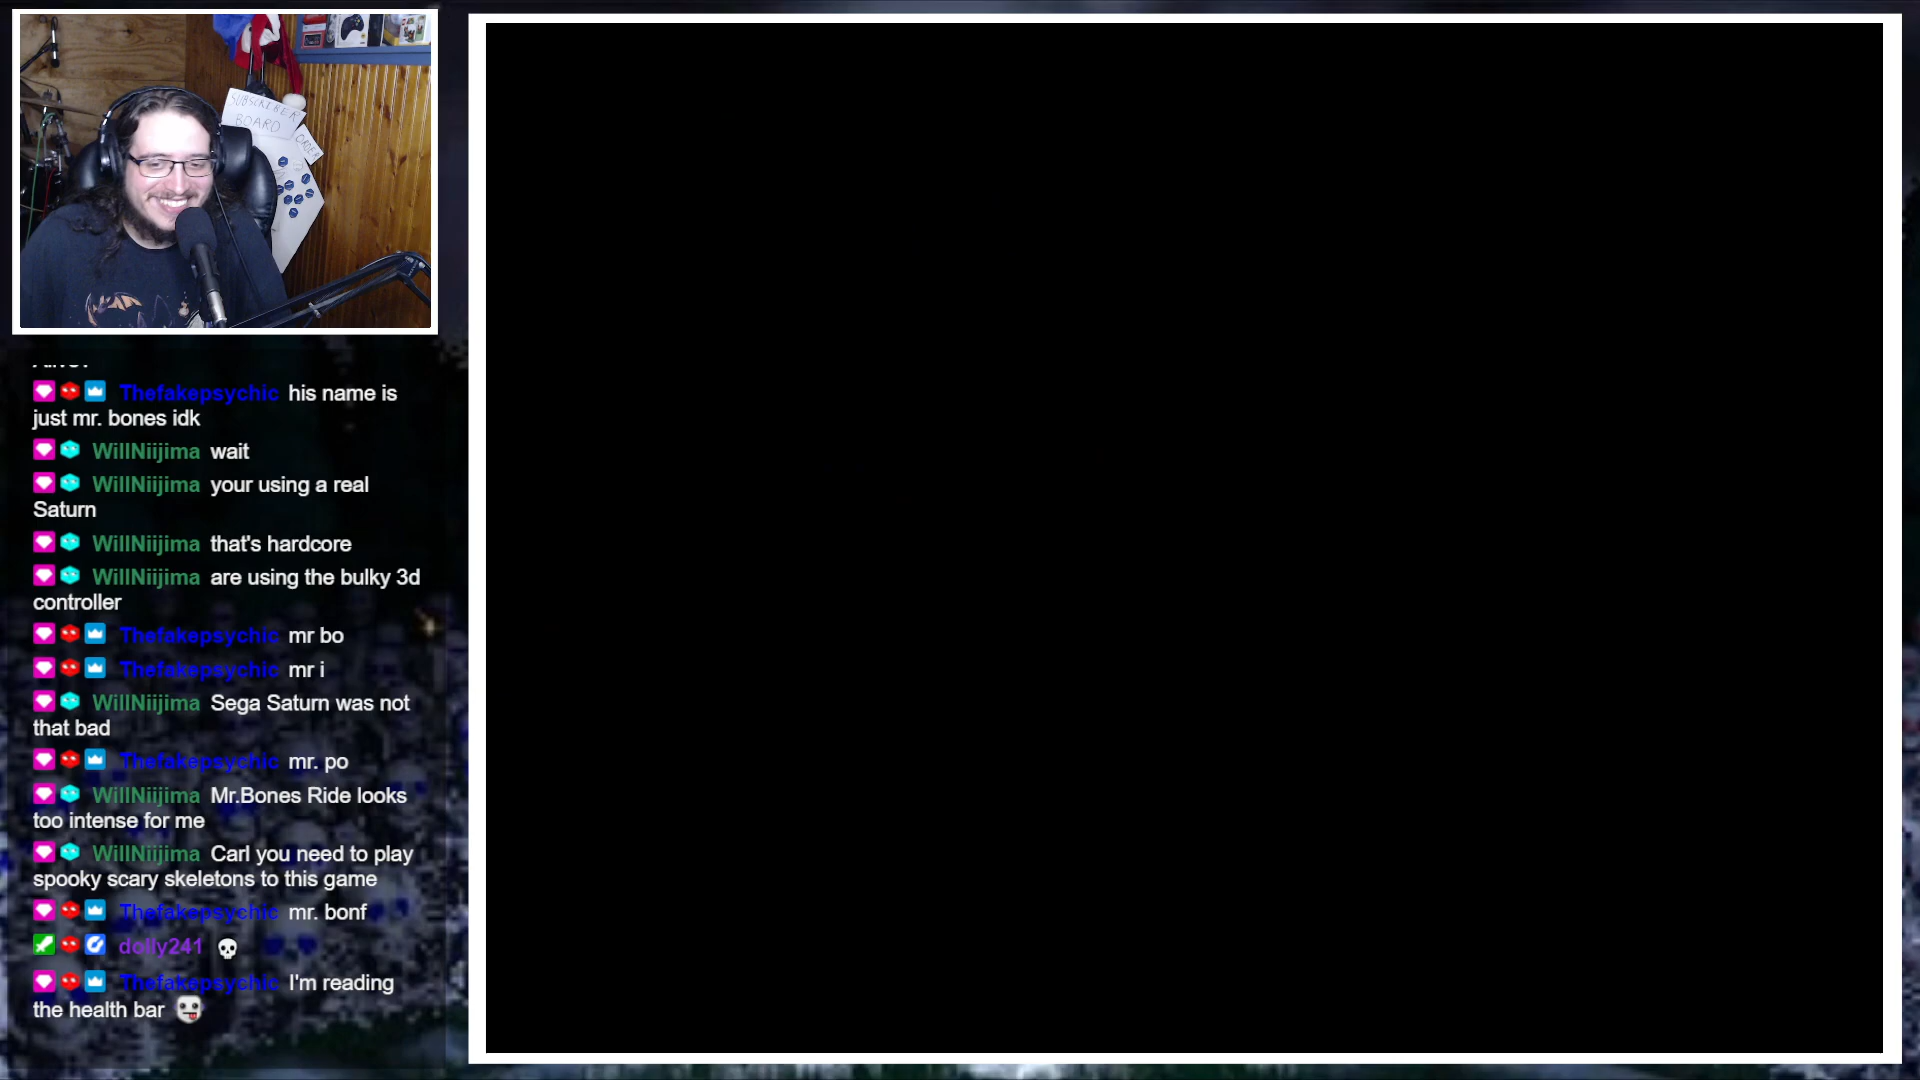 SUBSCRIBER
BOARD
ORDER
Thefakepsychic his name is
just mr. bones idk
WillNiijima wait
WillNiijima your using a real
Saturn
WillNiijima that's hardcore
WillNiijima are using the bulky 3d
controller
Thefakepsychic mr bo
Thefakepsychic mr i
WillNiijima Sega Saturn was not
that bad
Thefakepsychic mr. po
WillNiijima Mr.Bones Ride looks
too intense for me
WillNiijima Carl you need to play
spooky scary skeletons to this game
Thefakepsychic mr. bonf
dolly241 💀
Thefakepsychic I'm reading
the health bar